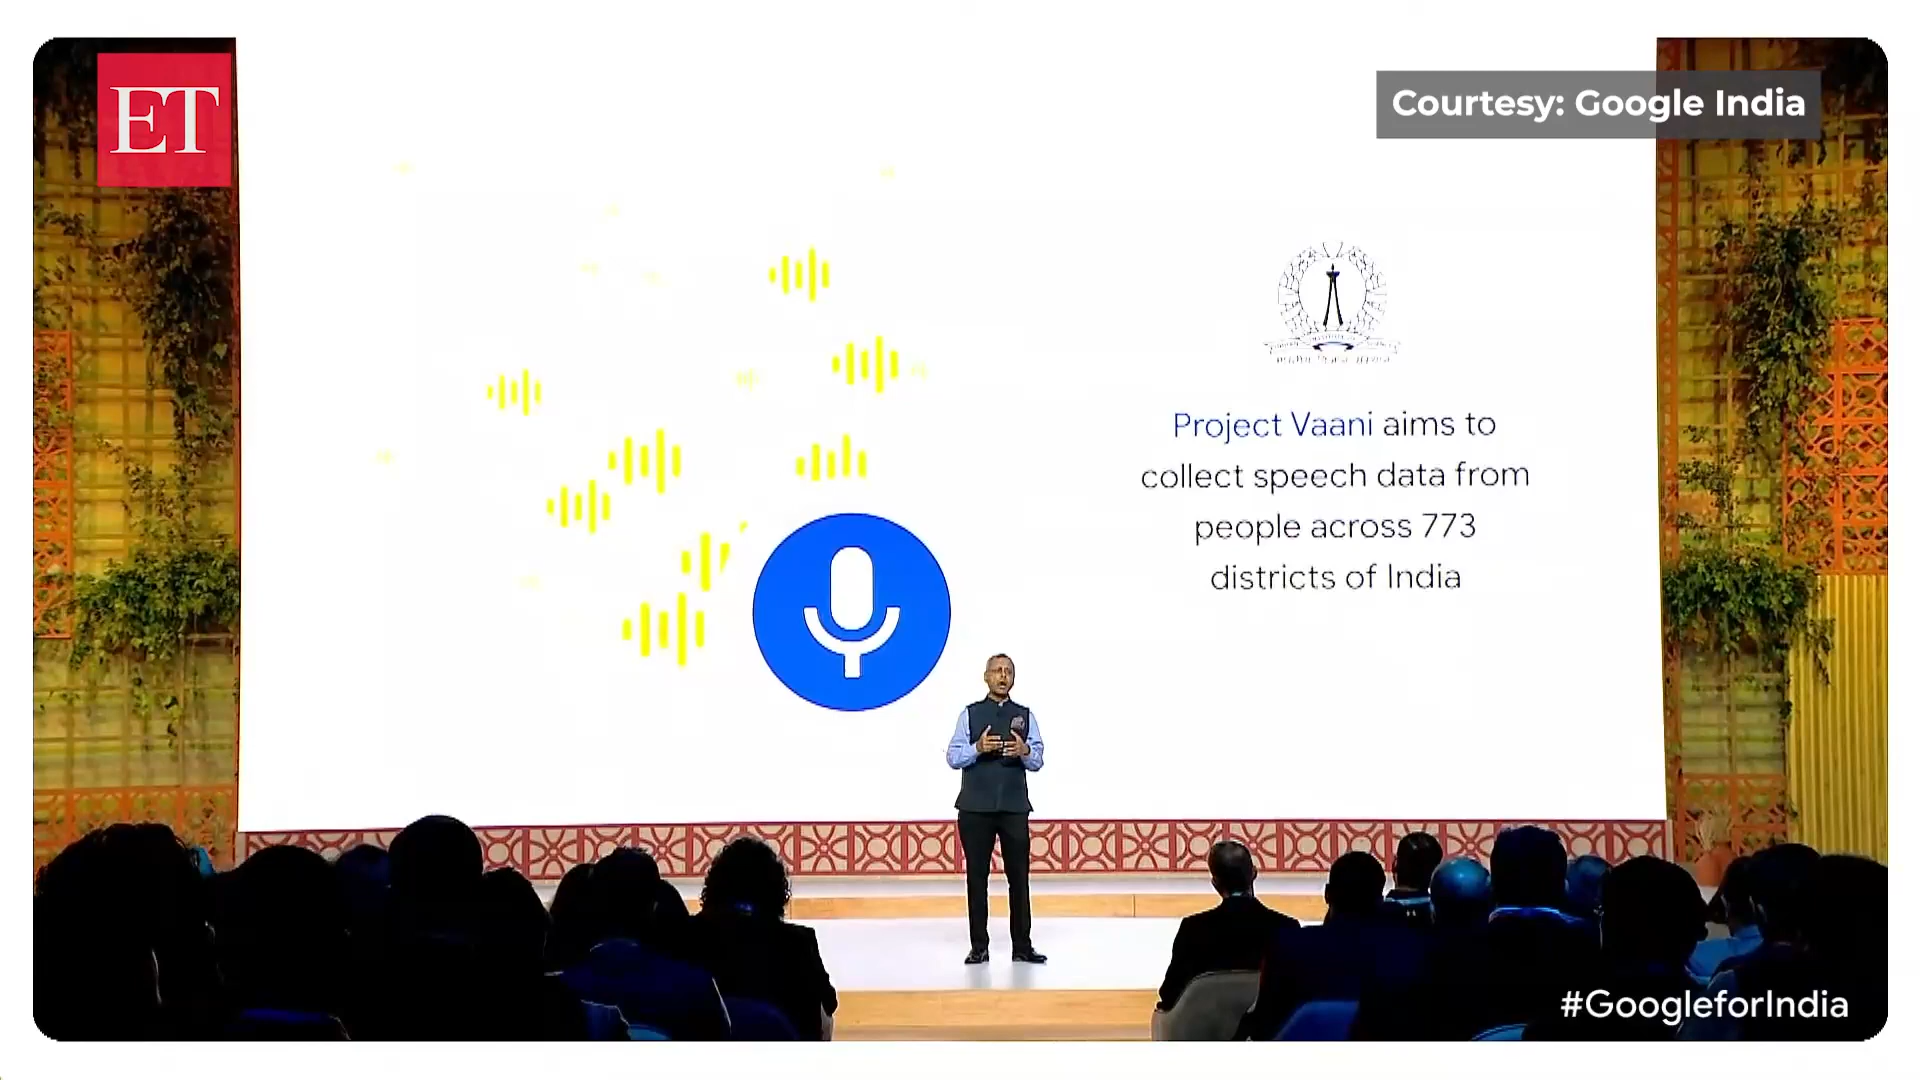 ET
Courtesy: Google India
Project Vaani aims to
collect speech data from
people across 773
districts of India
#GoogleforIndia